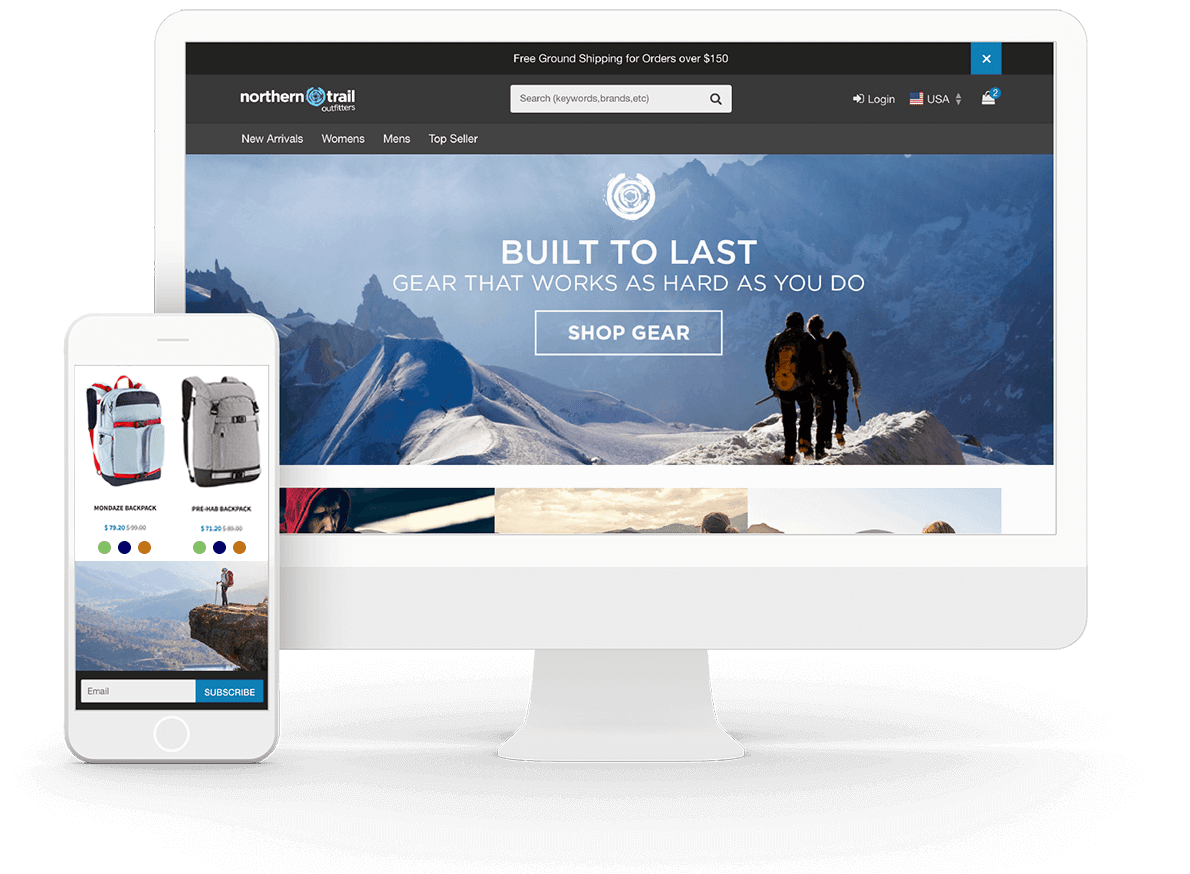 Free Ground Shipping for Orders over $150
northern trail
outfitters
Search (keywords,brands,etc)
Login
USA
2
New Arrivals
Womens
Mens
Top Seller
BUILT TO LAST
GEAR THAT WORKS AS HARD AS YOU DO
SHOP GEAR
MONDAZE BACKPACK
$ 79.20 $ 99.00
PRE-HAB BACKPACK
$ 71.20 $ 89.00
Email
SUBSCRIBE